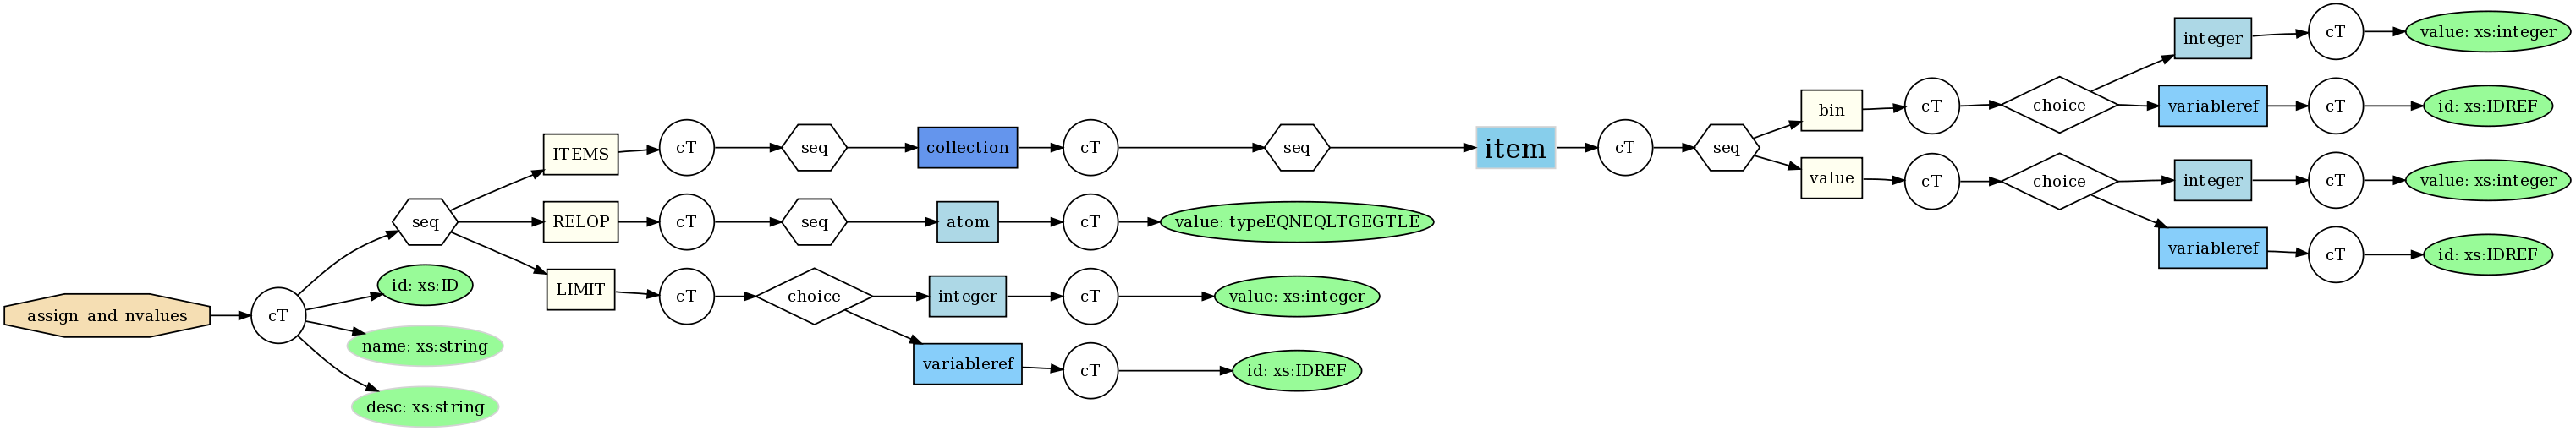 assign_and_nvalues
cT
seq
id: xs:ID
name: xs:string
desc: xs:string
ITEMS
cT
seq
collection
cT
seq
item
cT
seq
bin
cT
choice
integer
cT
value: xs:integer
variableref
cT
id: xs:IDREF
value
cT
choice
integer
cT
value: xs:integer
variableref
cT
id: xs:IDREF
RELOP
cT
seq
atom
cT
value: typeEQNEQLTGEGTLE
LIMIT
cT
choice
integer
cT
value: xs:integer
variableref
cT
id: xs:IDREF